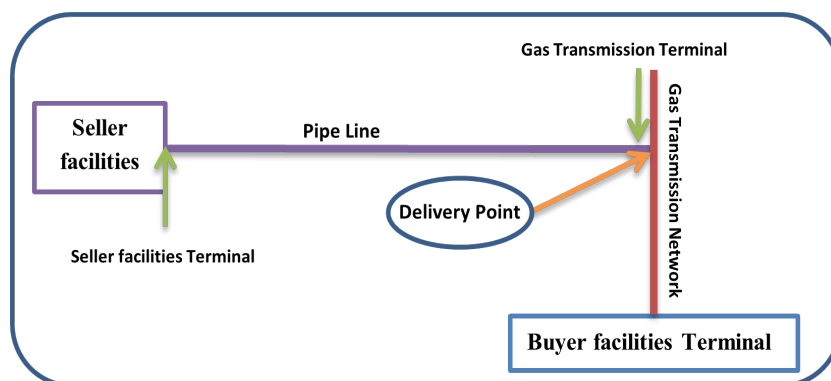 Gas Transmission Terminal
Seller
facilities
Pipe Line
Gas Transmission Network
Delivery Point
Seller facilities Terminal
Buyer facilities Terminal